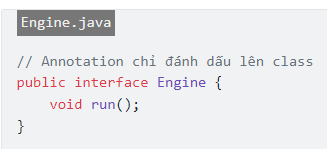 Engine.java
// Annotation chỉ đánh dấu lên class
public interface Engine {
    void run();
}